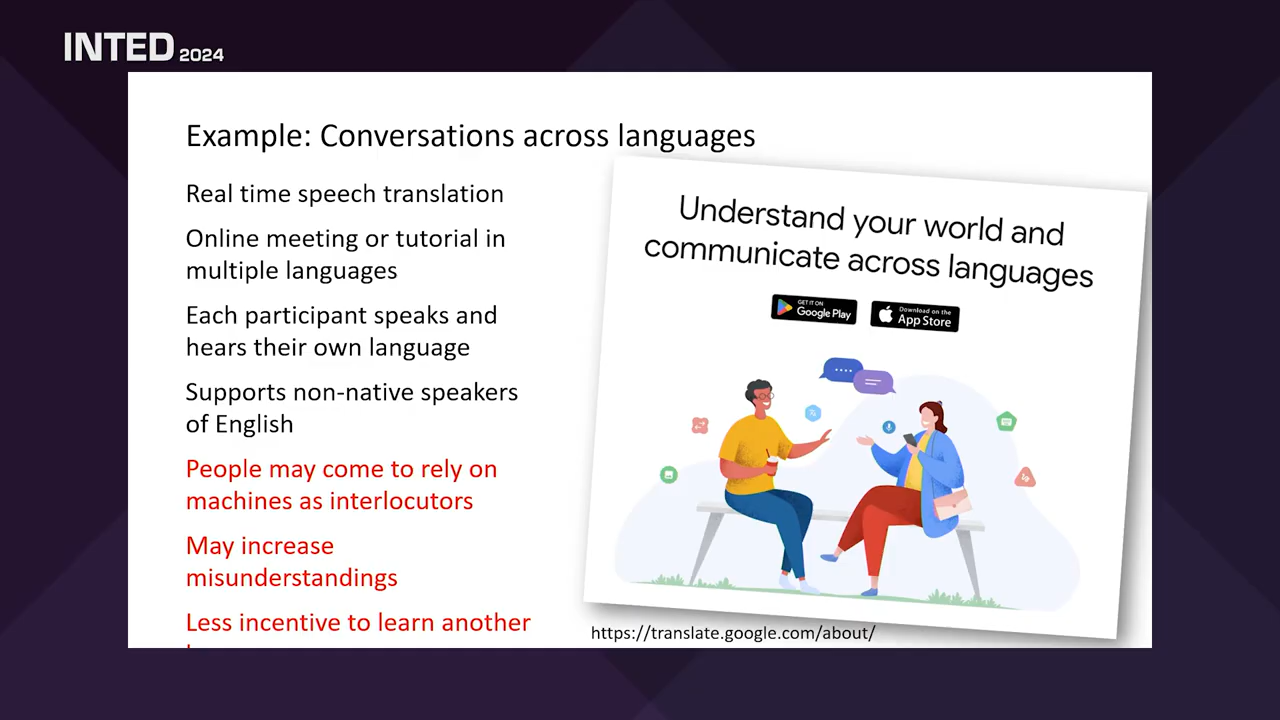 INTED 2024
Example: Conversations across languages
Real time speech translation
Online meeting or tutorial in
multiple languages
Each participant speaks and
hears their own language
Supports non-native speakers
of English
People may come to rely on
machines as interlocutors
May increase
misunderstandings
Less incentive to learn another
Understand your world and
communicate across languages
GET IT ON
Google Play
Download on the
App Store
https://translate.google.com/about/